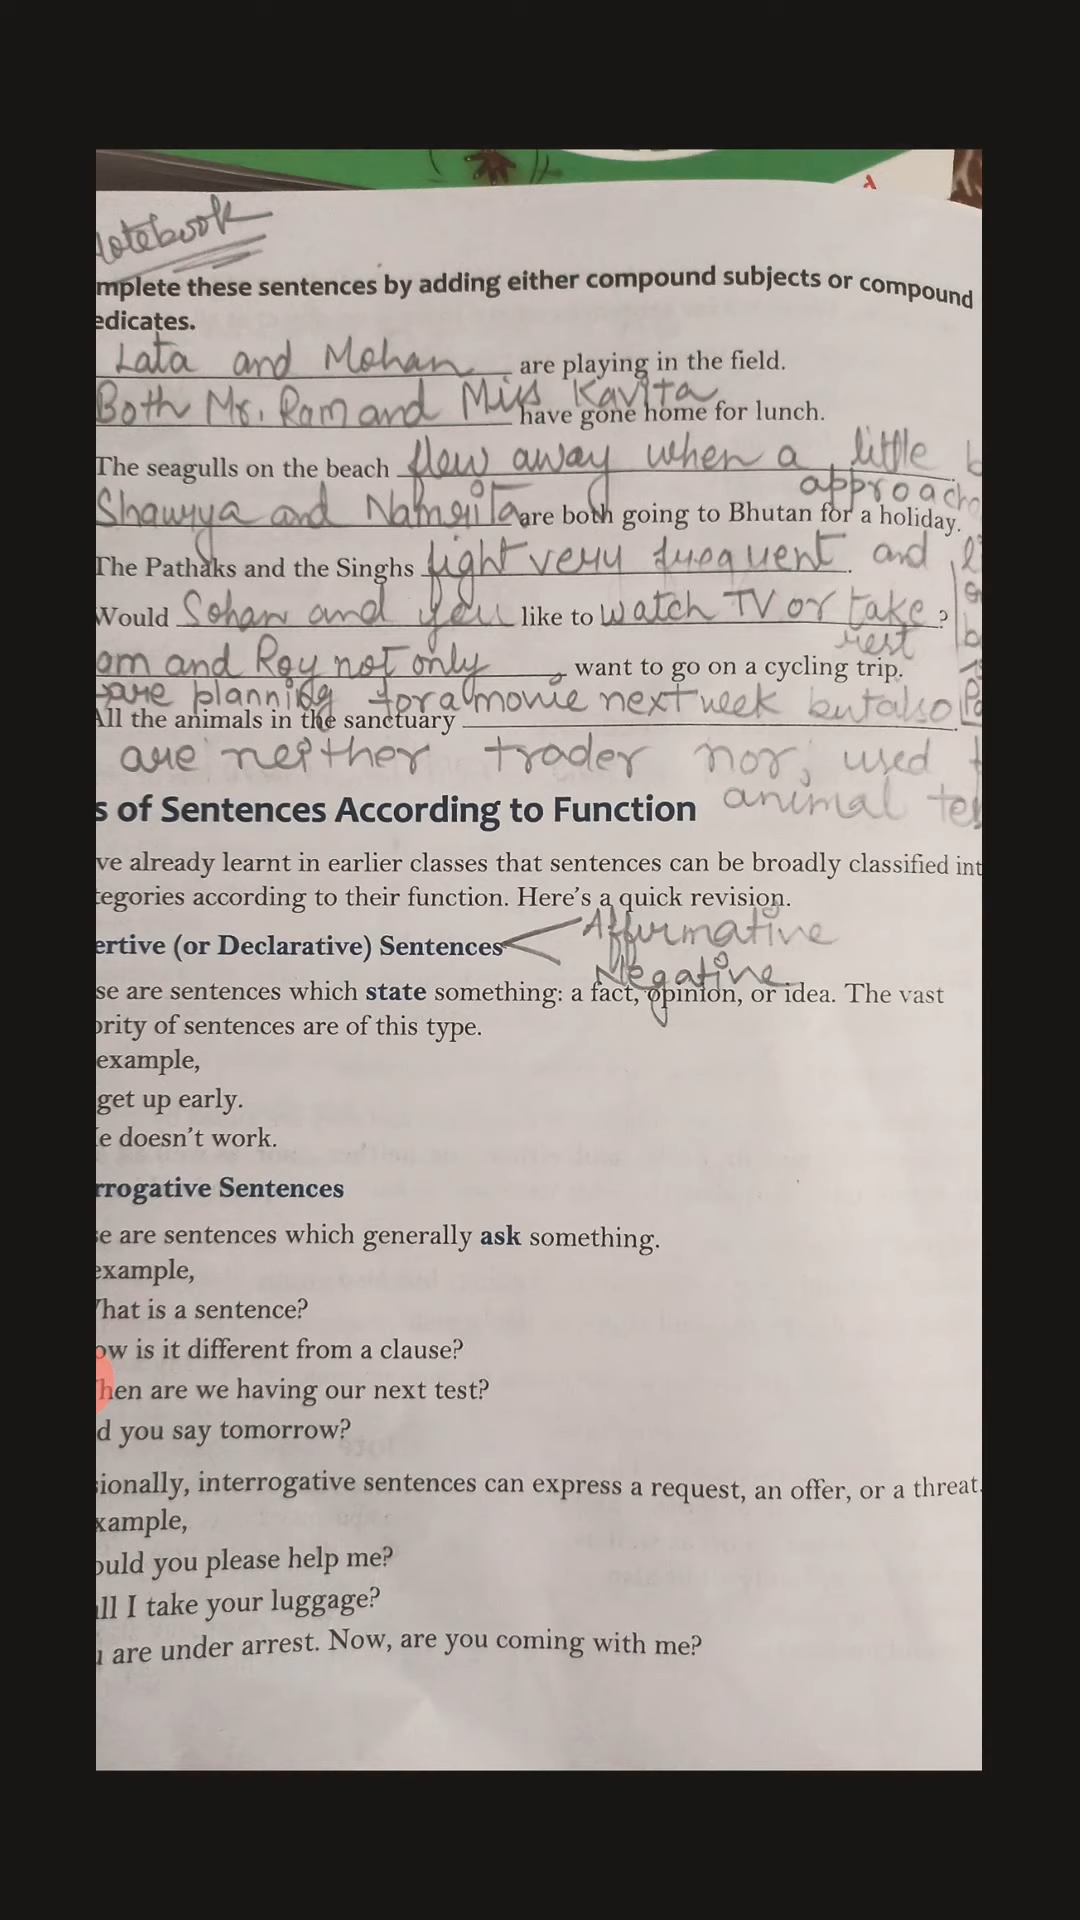 Notebook
mplete these sentences by adding either compound subjects or compound
edicates.
Lata and Mohan are playing in the field.
Both Mr. Ram and Miss Kavita have gone home for lunch.
The seagulls on the beach flew away when a little b
approach
Shawrya and Namrita are both going to Bhutan for a holiday.
The Pathaks and the Singhs fight very frequent. and
Would Sohan and you like to watch TV or take ?
rest
om and Roy not only want to go on a cycling trip.
are planning for a movie next week but also
All the animals in the sanctuary
are neither trader nor, used
animal tes
s of Sentences According to Function
ve already learnt in earlier classes that sentences can be broadly classified int
tegories according to their function. Here's a quick revision.
ertive (or Declarative) Sentences Affirmative
Negative
se are sentences which state something: a fact, opinion, or idea. The vast
ority of sentences are of this type.
example,
get up early.
e doesn't work.
rrogative Sentences
se are sentences which generally ask something.
example,
What is a sentence?
ow is it different from a clause?
hen are we having our next test?
d you say tomorrow?
sionally, interrogative sentences can express a request, an offer, or a threat.
xample,
ould you please help me?
all I take your luggage?
u are under arrest. Now, are you coming with me?